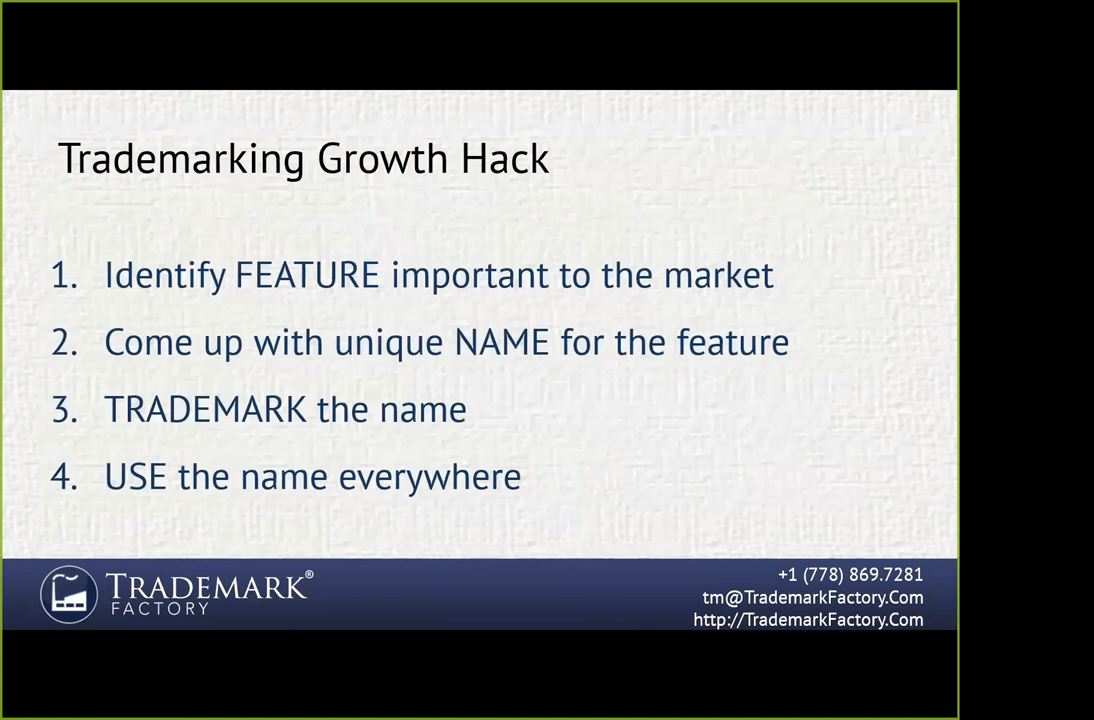 Trademarking Growth Hack
1. Identify FEATURE important to the market
2. Come up with unique NAME for the feature
3. TRADEMARK the name
4. USE the name everywhere
TRADEMARK®
FACTORY
+1 (778) 869.7281
tm@TrademarkFactory.Com
http://TrademarkFactory.Com